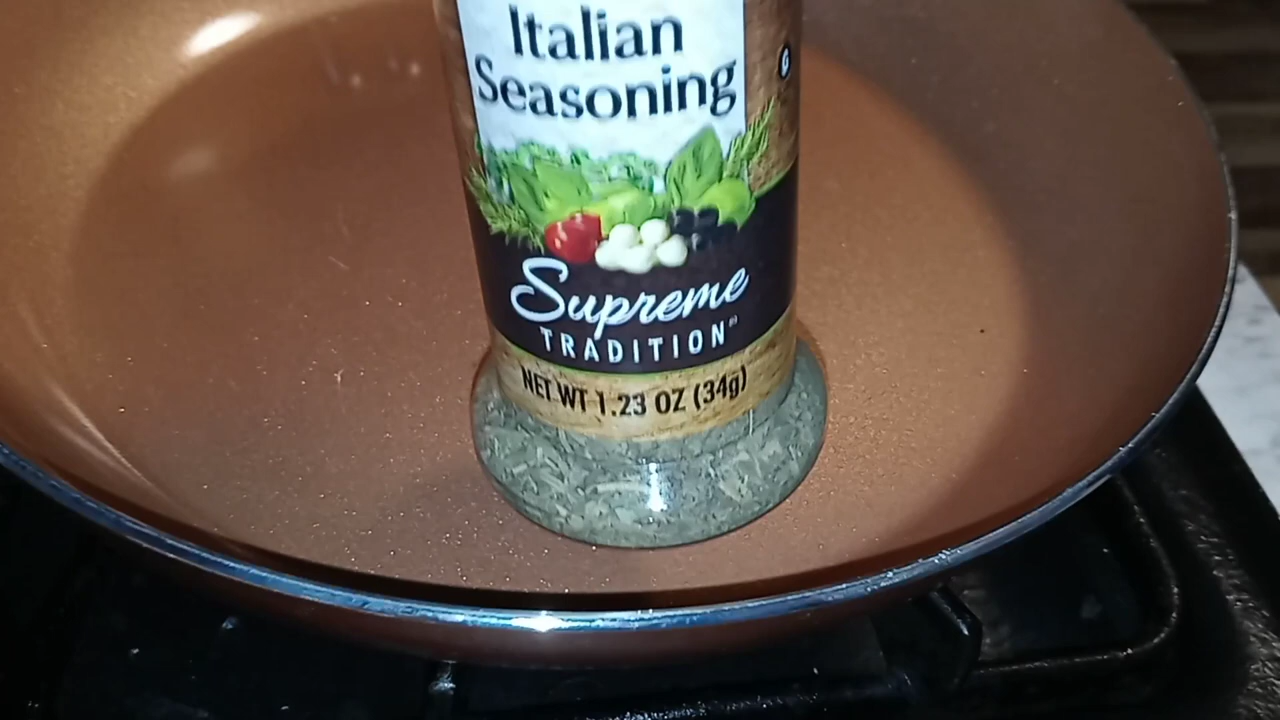 Italian
Seasoning
Supreme
TRADITION®
NET WT 1.23 OZ (34g)